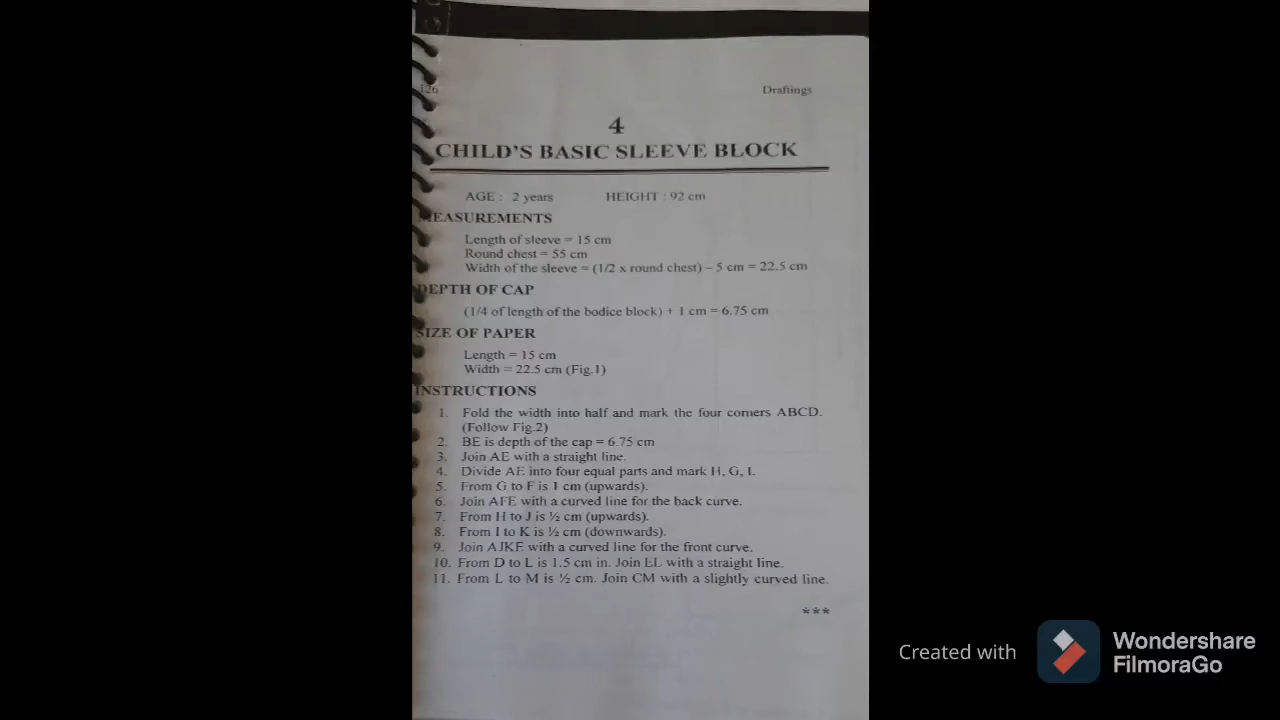 126
Draftings
4
CHILD'S BASIC SLEEVE BLOCK
AGE : 2 years HEIGHT : 92 cm
MEASUREMENTS
Length of sleeve = 15 cm
Round chest = 55 cm
Width of the sleeve = (1/2 x round chest) – 5 cm = 22.5 cm
DEPTH OF CAP
(1/4 of length of the bodice block) + 1 cm = 6.75 cm
SIZE OF PAPER
Length = 15 cm
Width = 22.5 cm (Fig.1)
INSTRUCTIONS
1. Fold the width into half and mark the four corners ABCD.
(Follow Fig.2)
2. BE is depth of the cap = 6.75 cm
3. Join AE with a straight line.
4. Divide AE into four equal parts and mark H, G, I.
5. From G to F is 1 cm (upwards).
6. Join AFE with a curved line for the back curve.
7. From H to J is ½ cm (upwards).
8. From I to K is ½ cm (downwards).
9. Join AJKE with a curved line for the front curve.
10. From D to L is 1.5 cm in. Join EL with a straight line.
11. From L to M is ½ cm. Join CM with a slightly curved line.
***
Created with
Wondershare
FilmoraGo